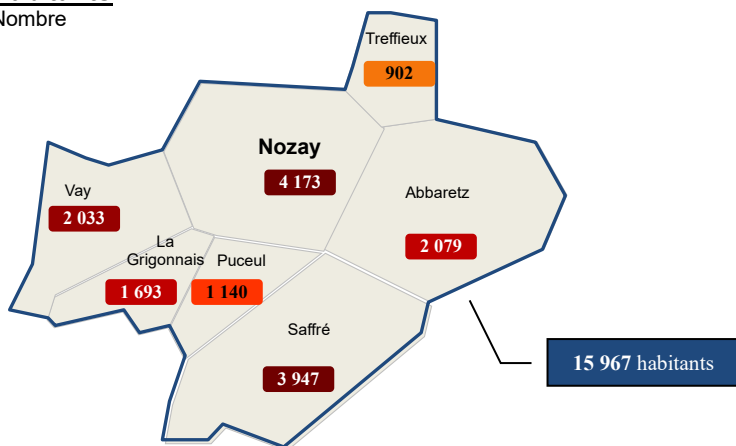 Nombre
Treffieux
902
Nozay
4 173
Vay
2 033
Abbaretz
2 079
La
Grigonnais
1 693
Puceul
1 140
Saffré
3 947
15 967 habitants